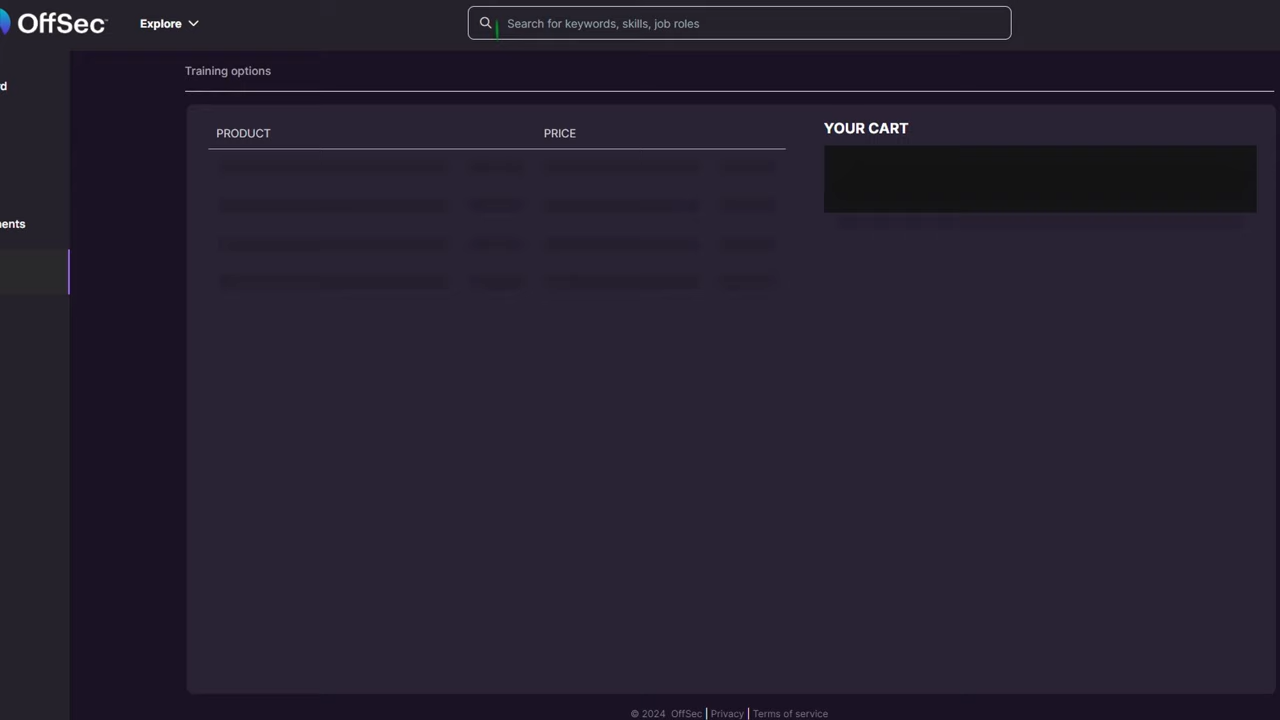 OffSec
Explore
Search for keywords, skills, job roles
Training options
PRODUCT
PRICE
YOUR CART
© 2024 OffSec | Privacy | Terms of service